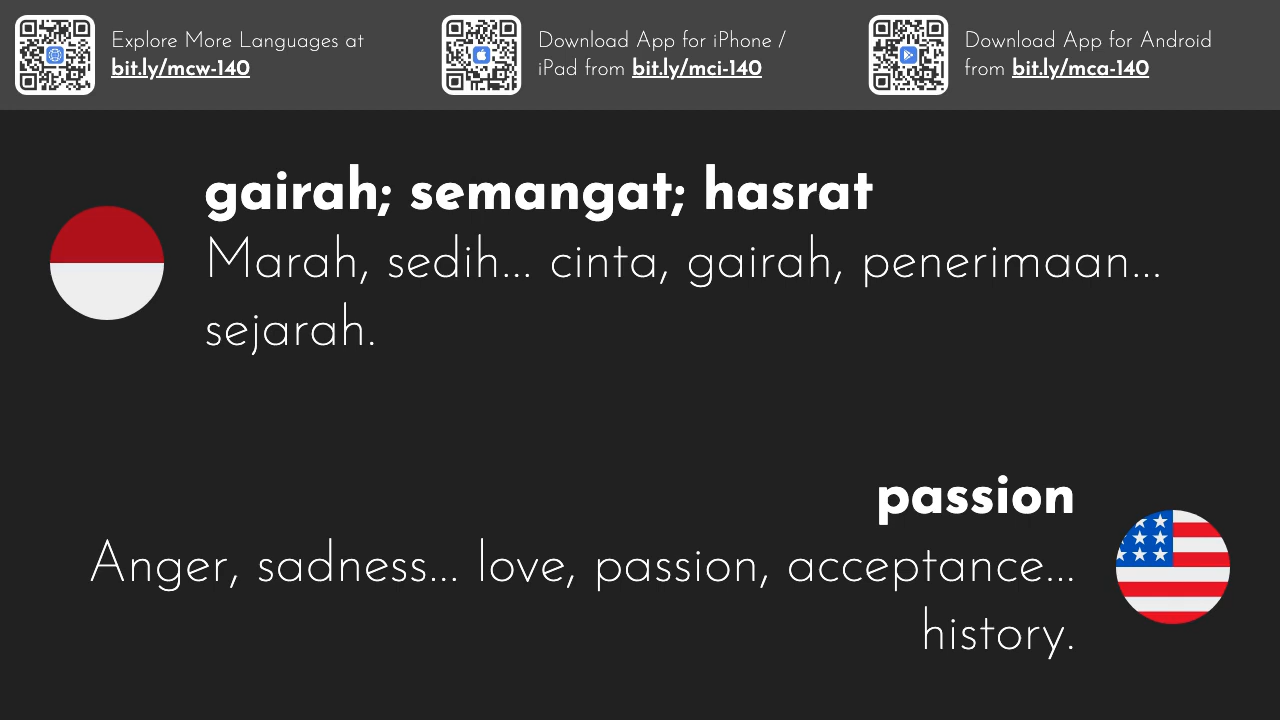 Explore More Languages at
bit.ly/mcw-140
Download App for iPhone /
iPad from bit.ly/mci-140
Download App for Android
from bit.ly/mca-140
gairah; semangat; hasrat
Marah, sedih... cinta, gairah, penerimaan...
sejarah.
passion
Anger, sadness... love, passion, acceptance...
history.